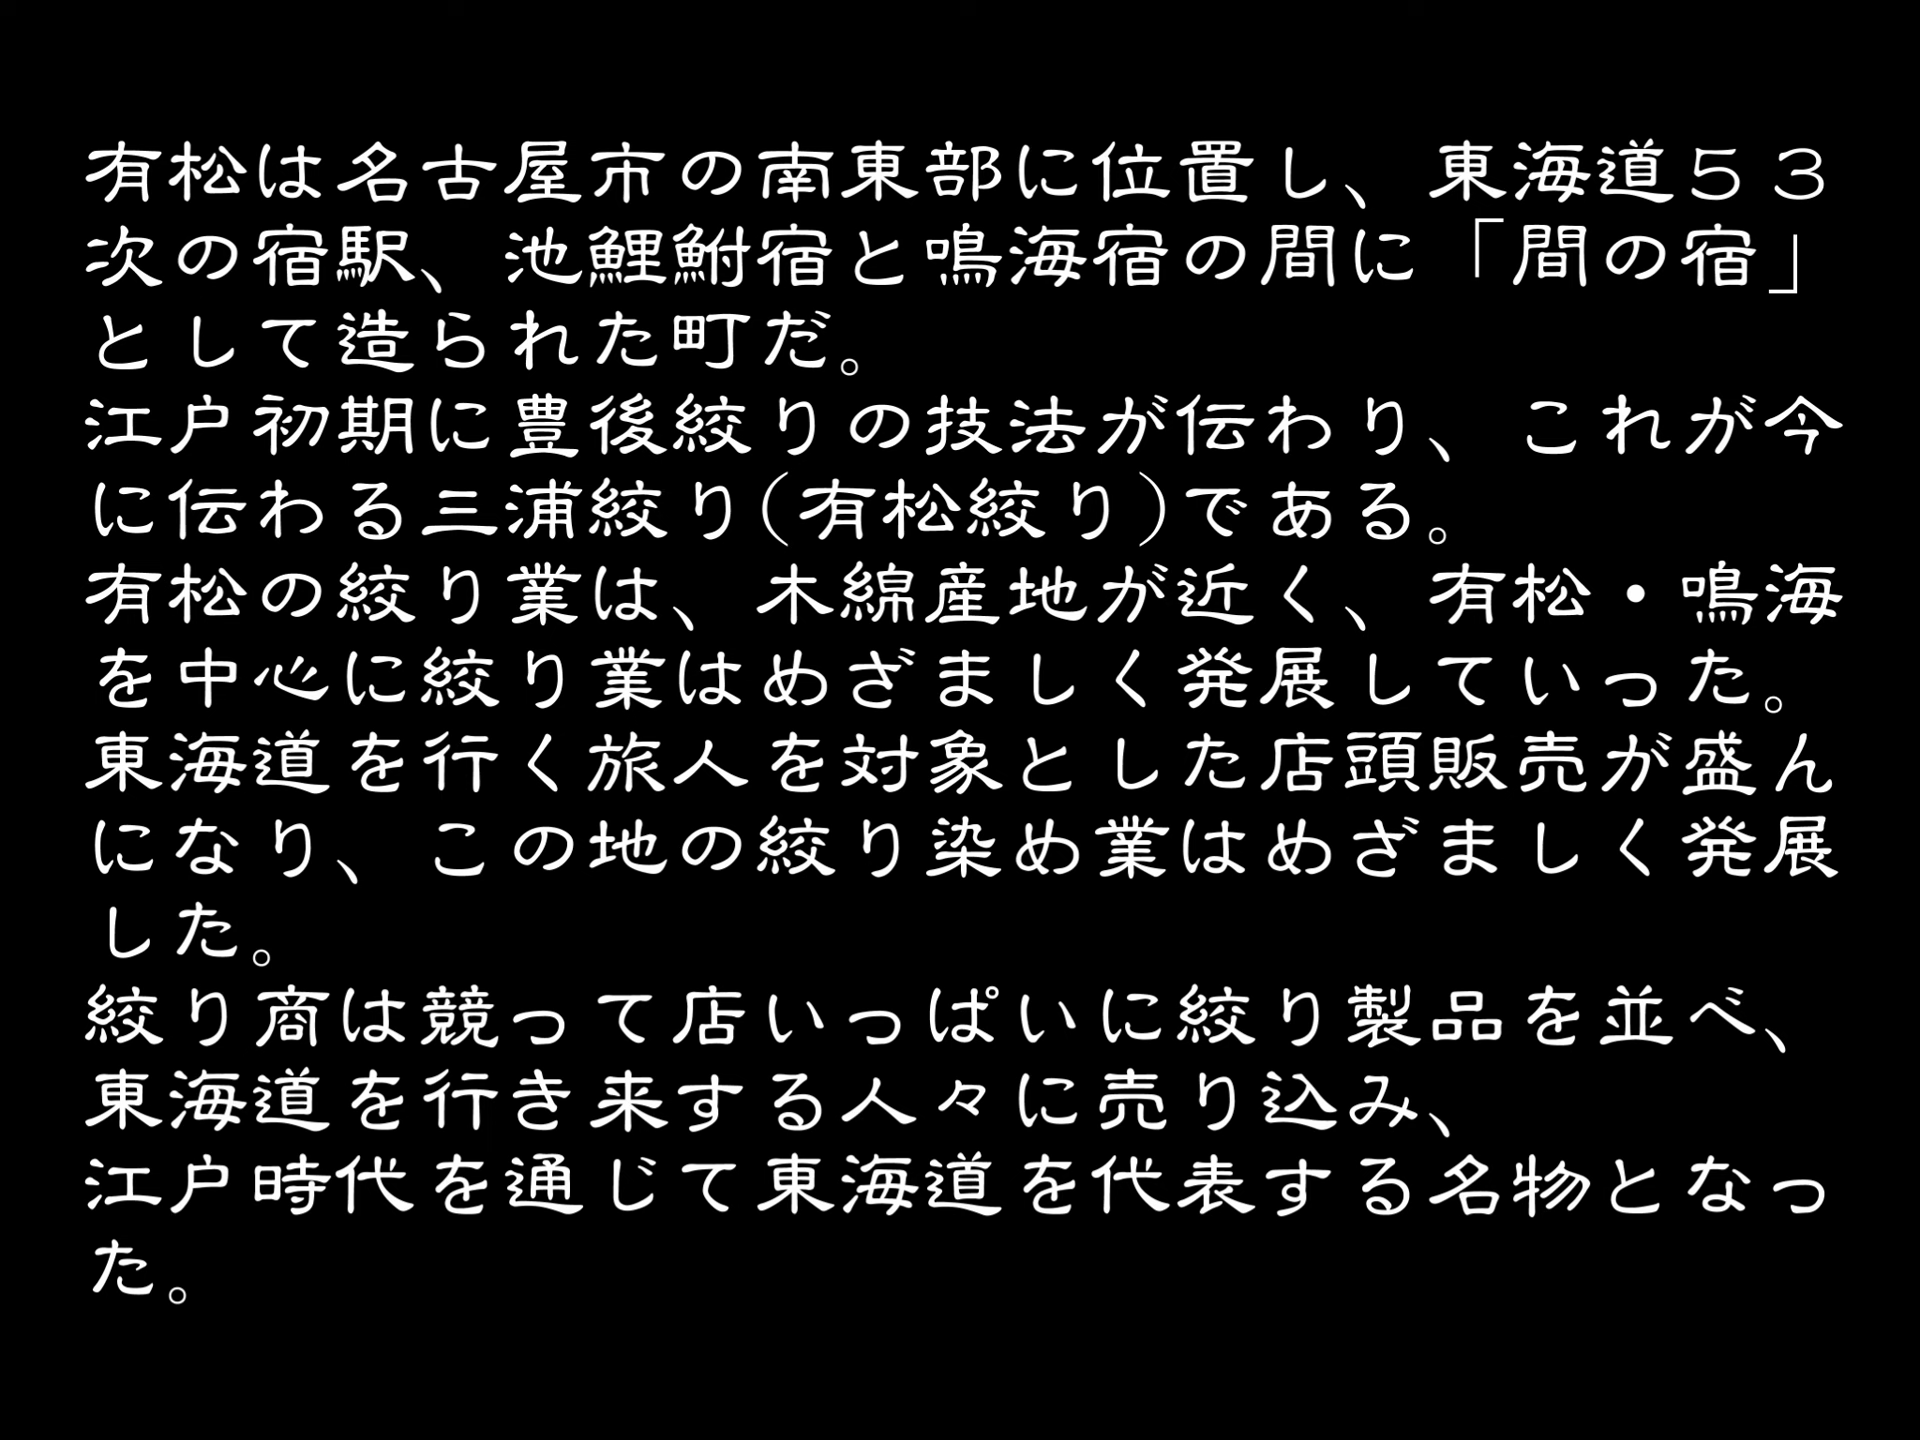 有松は名古屋市の南東部に位置し、東海道５３
次の宿駅、池鯉鮒宿と鳴海宿の間に「間の宿」
として造られた町だ。
江戸初期に豊後絞りの技法が伝わり、これが今
に伝わる三浦絞り(有松絞り)である。
有松の絞り業は、木綿産地が近く、有松・鳴海
を中心に絞り業はめざましく発展していった。
東海道を行く旅人を対象とした店頭販売が盛ん
になり、この地の絞り染め業はめざましく発展
した。
絞り商は競って店いっぱいに絞り製品を並べ、
東海道を行き来する人々に売り込み、
江戸時代を通じて東海道を代表する名物となっ
た。